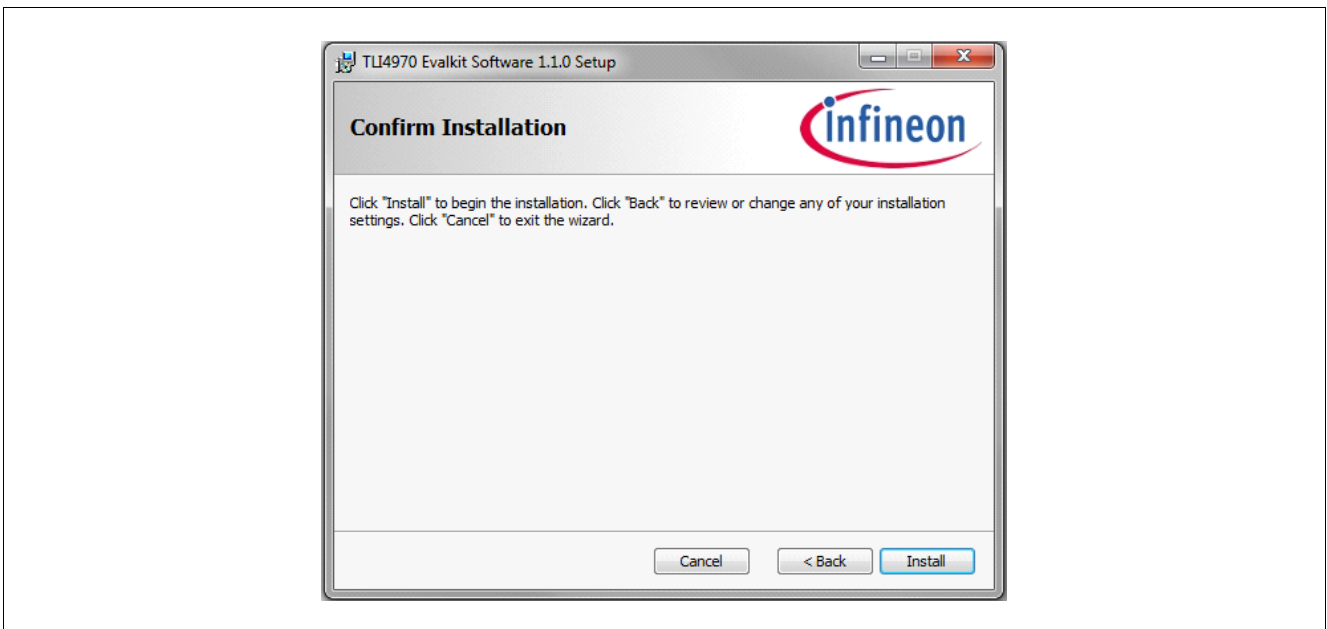 TLI4970 Evalkit Software 1.1.0 Setup
Confirm Installation
infineon
Click "Install" to begin the installation. Click "Back" to review or change any of your installation
settings. Click "Cancel" to exit the wizard.
Cancel
< Back
Install